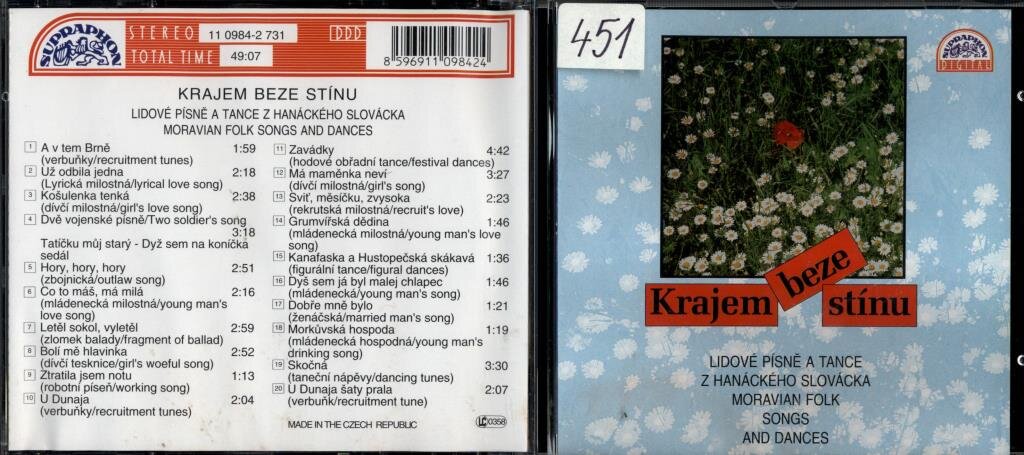 SUPRAPHON
STEREO 11 0984-2 731 DDD
TOTAL TIME 49:07
8 596911 098424
KRAJEM BEZE STÍNU
LIDOVÉ PÍSNĚ A TANCE Z HANÁCKÉHO SLOVÁCKA
MORAVIAN FOLK SONGS AND DANCES
1 A v tem Brně 1:59
(verbuňky/recruitment tunes)
2 Už odbila jedna 2:18
(Lyrická milostná/lyrical love song)
3 Košulenka tenká 2:38
(dívčí milostná/girl's love song)
4 Dvě vojenské písně/Two soldier's song
3:18
Tatíčku můj starý - Dyž sem na koníčka
sedál
5 Hory, hory, hory 2:51
(zbojnická/outlaw song)
6 Co to máš, má milá 2:16
(mládenecká milostná/young man's
love song)
7 Letěl sokol, vyletěl 2:59
(zlomek balady/fragment of ballad)
8 Bolí mě hlavinka 2:52
(dívčí tesknice/girl's woeful song)
9 Ztratila jsem notu 1:13
(robotní píseň/working song)
10 U Dunaja 2:04
(verbuňky/recruitment tunes)
11 Zavádky 4:42
(hodové obřadní tance/festival dances)
12 Má maměnka neví 3:27
(dívčí milostná/girl's song)
13 Sviť, měsíčku, zvysoka 2:23
(rekrutská milostná/recruit's love)
14 Grumvířská dědina 1:46
(mládenecká milostná/young man's love
song)
15 Kanafaska a Hustopečská skákavá 1:36
(figurální tance/figural dances)
16 Dyš sem já byl malej chlapec 1:46
(mládenecká/young man's song)
17 Dobře mně bylo 1:21
(ženáčská/married man's song)
18 Morkůvská hospoda 1:19
(mládenecká hospodná/young man's
drinking song)
19 Skočná 3:30
(taneční nápěvy/dancing tunes)
20 U Dunaja šaty prala 2:07
(verbuňk/recruitment tune)
MADE IN THE CZECH REPUBLIC LC 0358
451
SUPRAPHON
DIGITAL
Krajem beze stínu
LIDOVÉ PÍSNĚ A TANCE
Z HANÁCKÉHO SLOVÁCKA
MORAVIAN FOLK
SONGS
AND DANCES